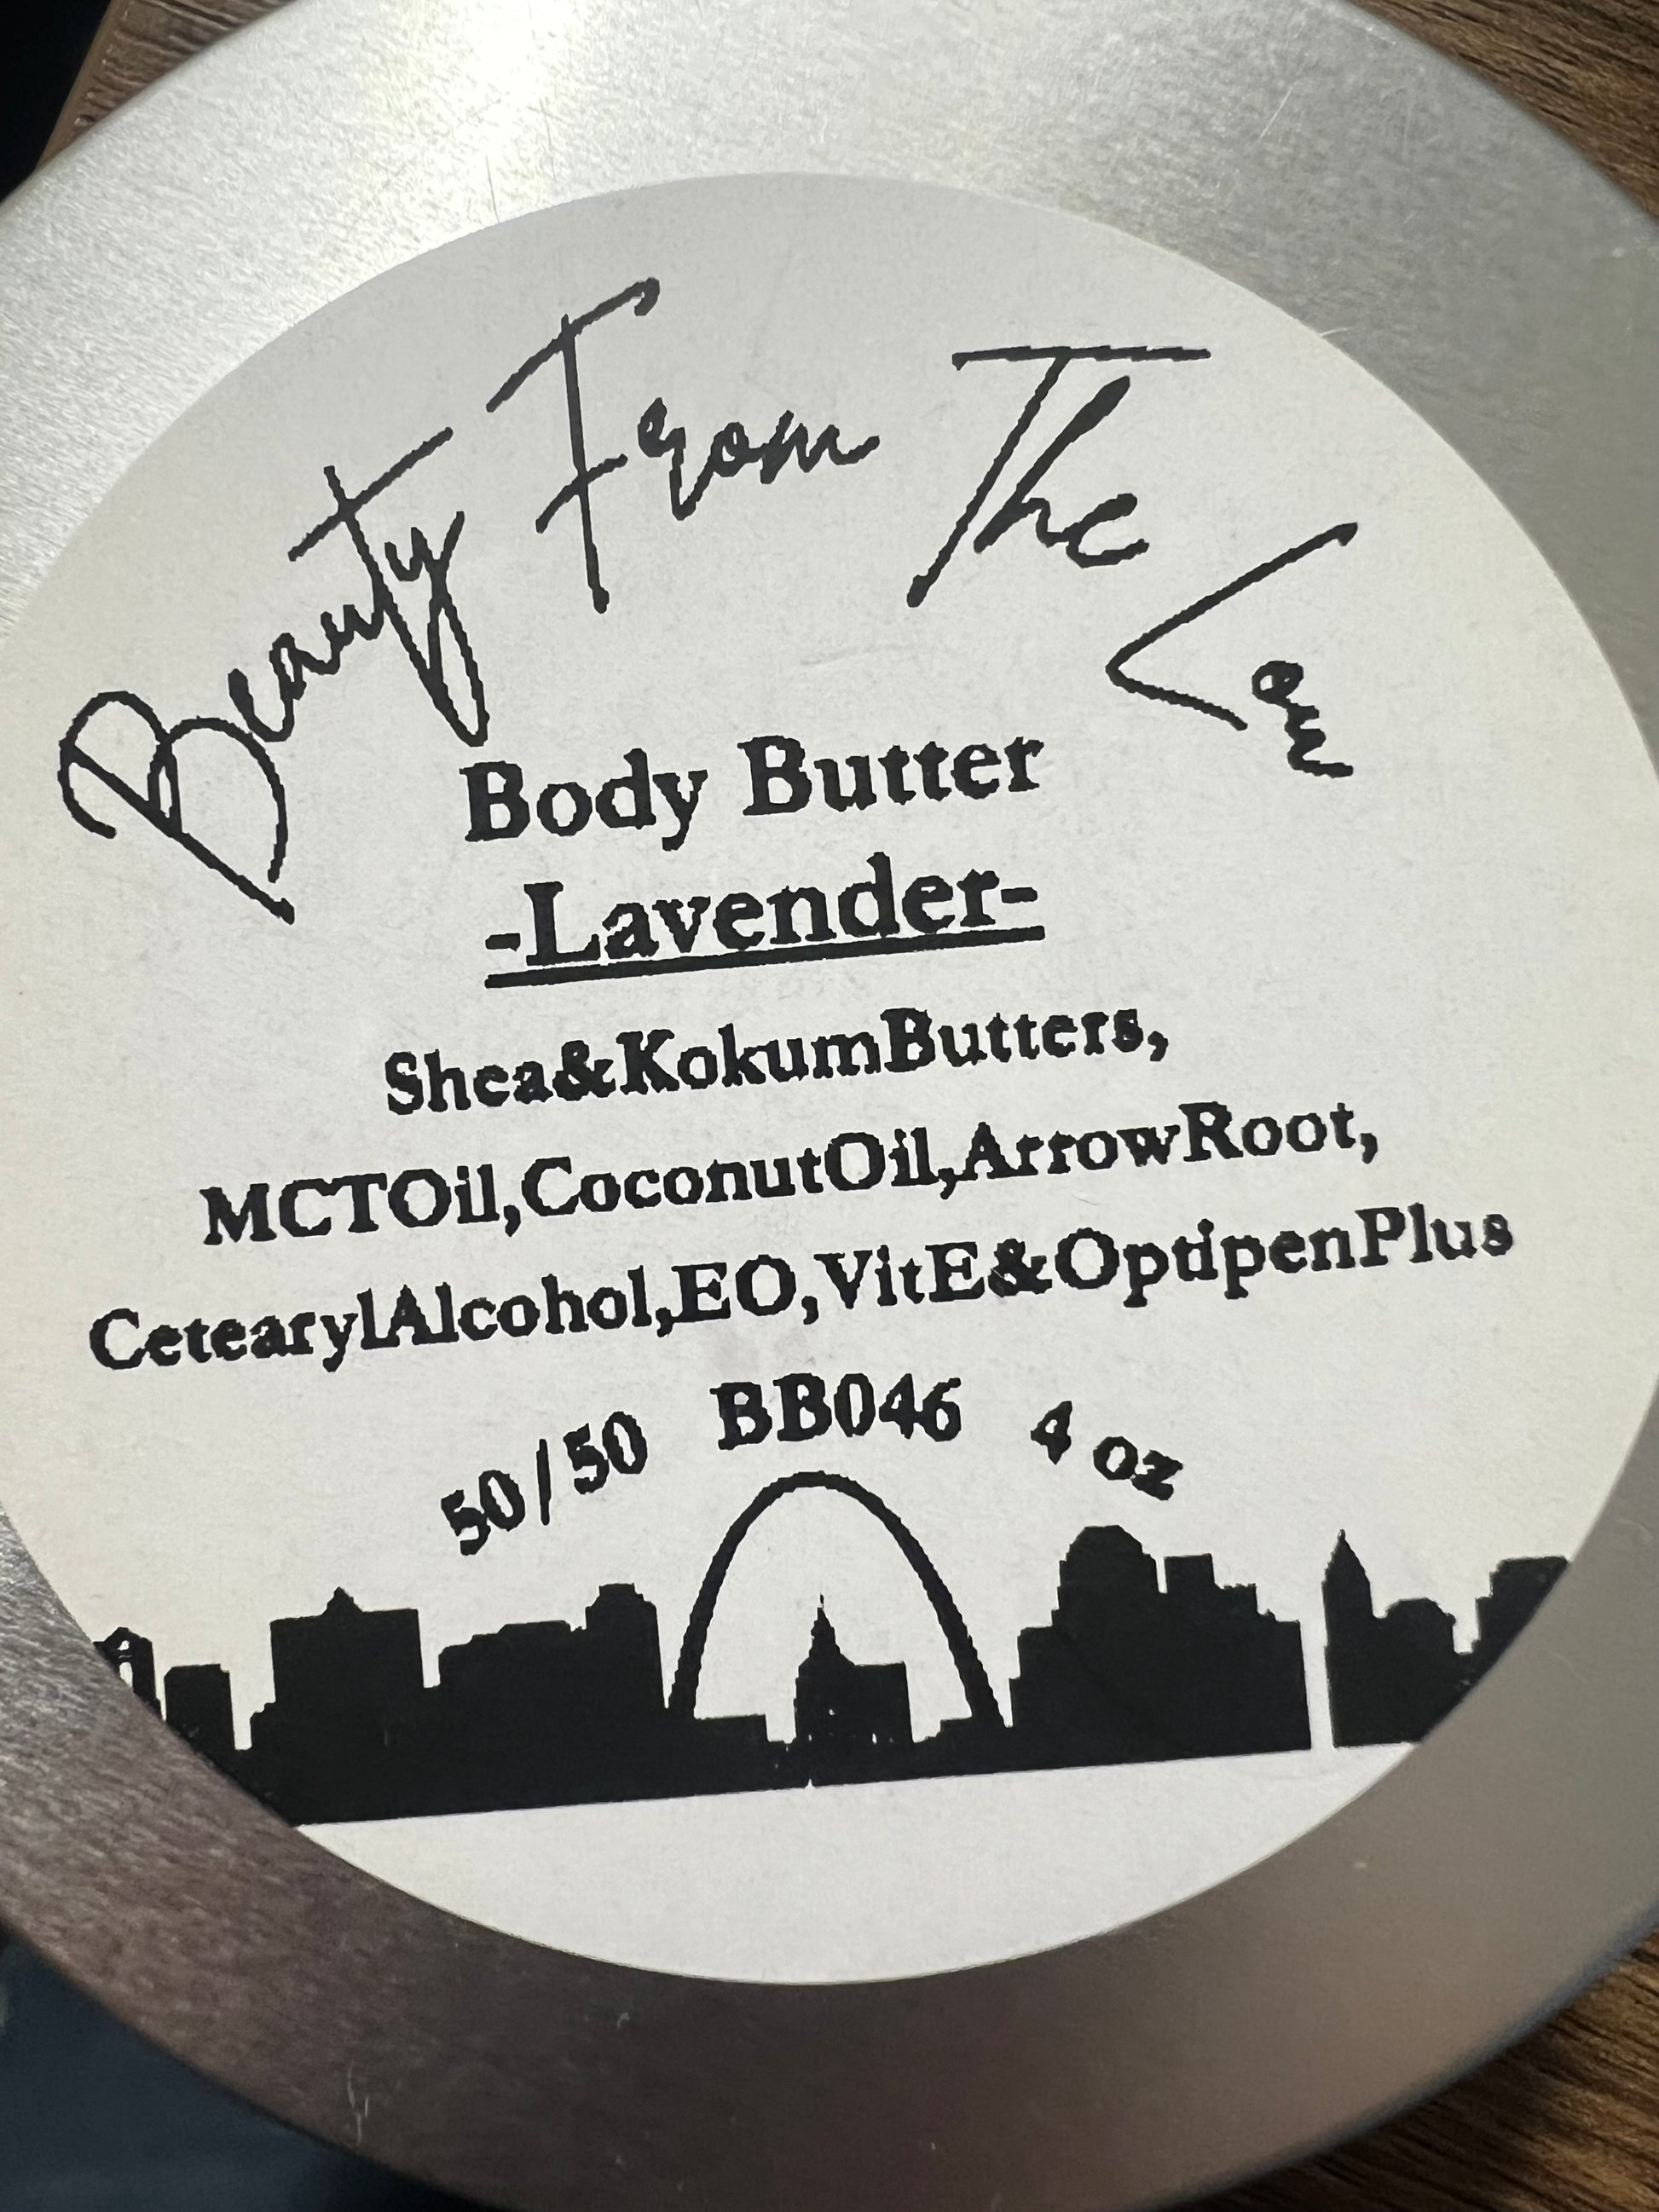 Beauty From The Lou
Body Butter
-Lavender-
Shea&KokumButters,
MCTOil,CoconutOil,ArrowRoot,
CetearylAlcohol,EO,VitE&OptipenPlus
50/50 BB046 4 oz